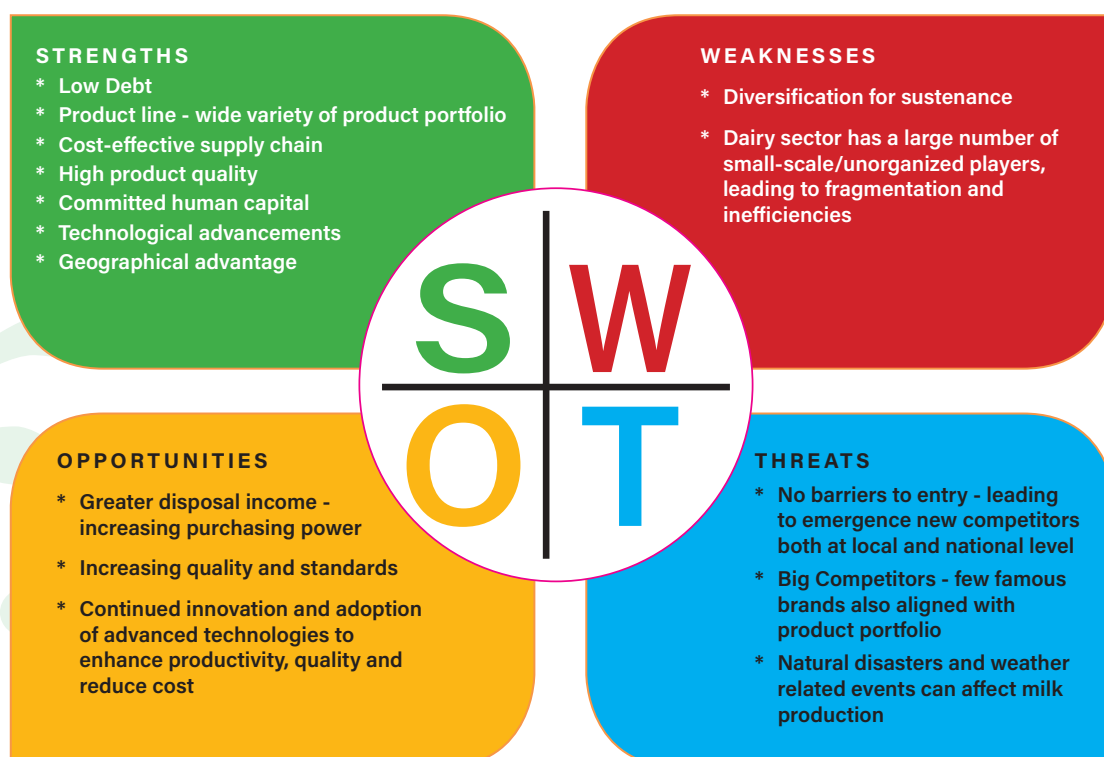 STRENGTHS
* Low Debt
* Product line - wide variety of product portfolio
* Cost-effective supply chain
* High product quality
* Committed human capital
* Technological advancements
* Geographical advantage
WEAKNESSES
* Diversification for sustenance
* Dairy sector has a large number of
small-scale/unorganized players,
leading to fragmentation and
inefficiencies
S W
O T
OPPORTUNITIES
* Greater disposal income -
increasing purchasing power
* Increasing quality and standards
* Continued innovation and adoption
of advanced technologies to
enhance productivity, quality and
reduce cost
THREATS
* No barriers to entry - leading
to emergence new competitors
both at local and national level
* Big Competitors - few famous
brands also aligned with
product portfolio
* Natural disasters and weather
related events can affect milk
production